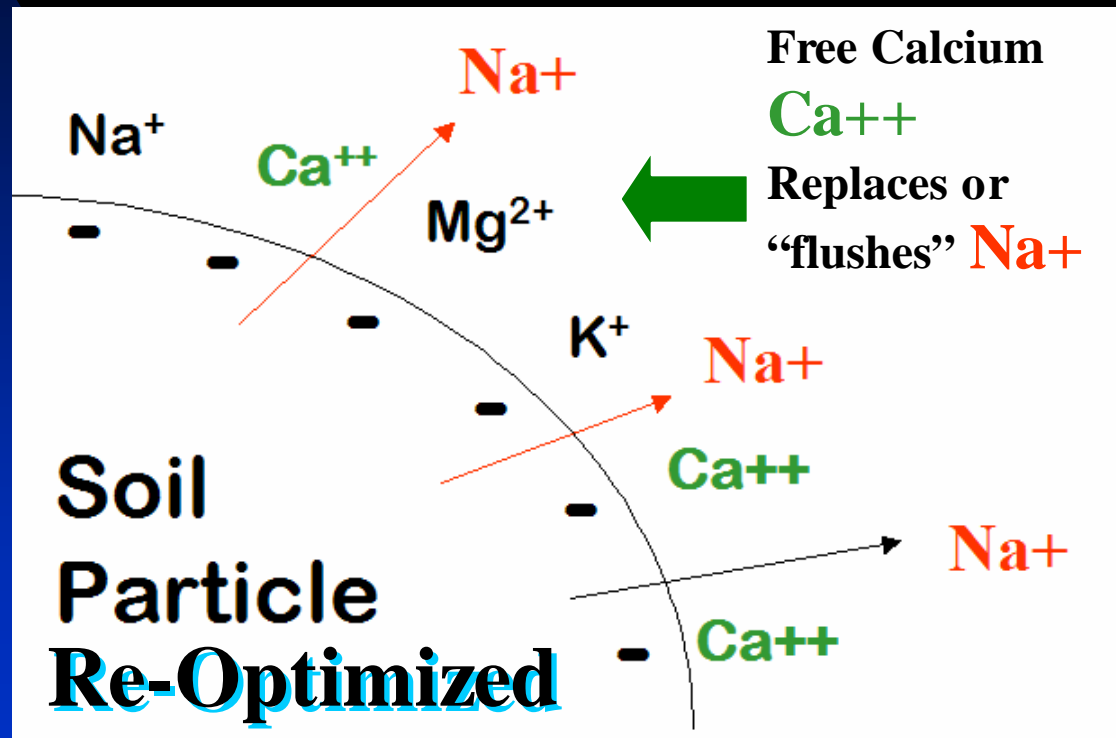 Na+
Free Calcium
Na⁺
Ca++
Ca⁺⁺
Replaces or
Mg²⁺
“flushes” Na+
K⁺
Na+
Ca++
Soil
Na+
Particle
Ca++
Re-Optimized
- - - - - -